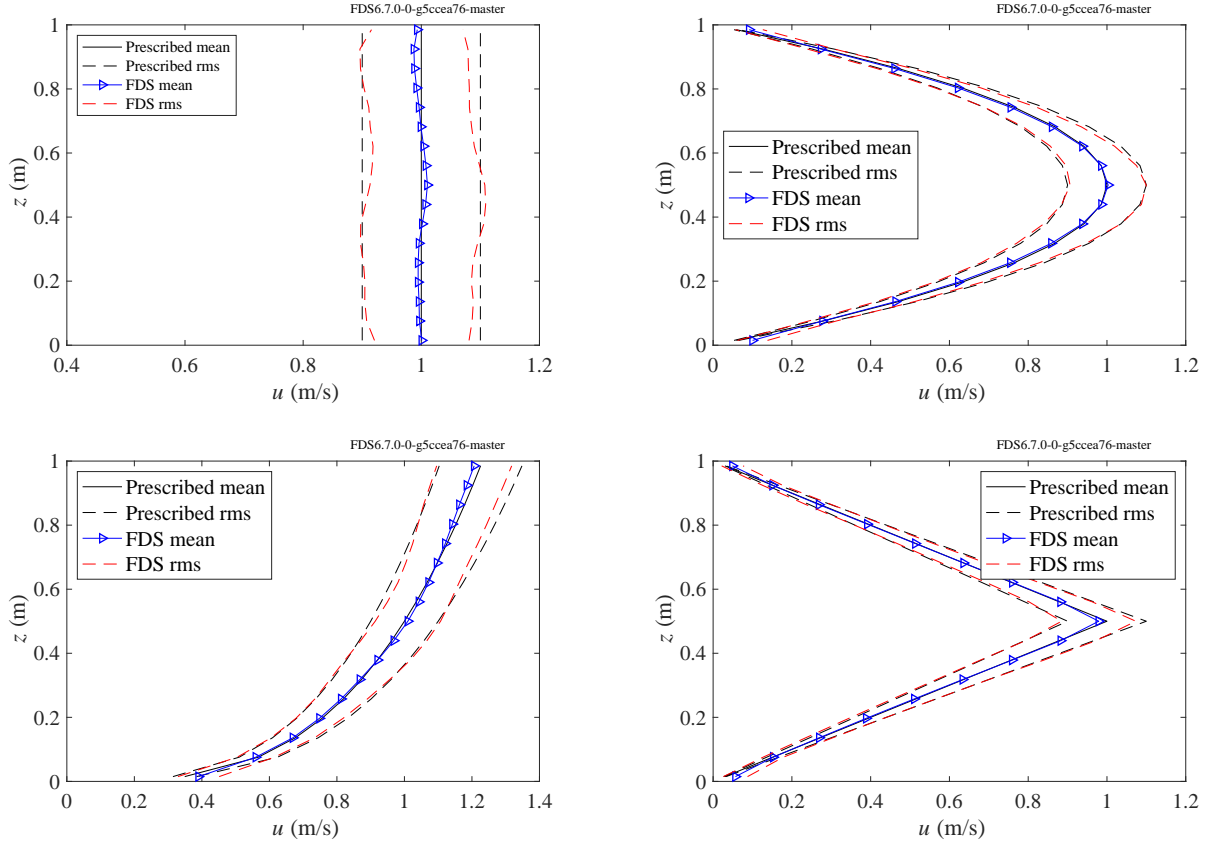 FDS6.7.0-0-g5ccea76-master
Prescribed mean
Prescribed rms
FDS mean
FDS rms
1
0.8
0.6
0.4
0.2
0
z (m)
0.4 0.6 0.8 1 1.2
u (m/s)
FDS6.7.0-0-g5ccea76-master
Prescribed mean
Prescribed rms
FDS mean
FDS rms
1
0.8
0.6
0.4
0.2
0
z (m)
0 0.2 0.4 0.6 0.8 1 1.2
u (m/s)
FDS6.7.0-0-g5ccea76-master
Prescribed mean
Prescribed rms
FDS mean
FDS rms
1
0.8
0.6
0.4
0.2
0
z (m)
0 0.2 0.4 0.6 0.8 1 1.2 1.4
u (m/s)
FDS6.7.0-0-g5ccea76-master
Prescribed mean
Prescribed rms
FDS mean
FDS rms
1
0.8
0.6
0.4
0.2
0
z (m)
0 0.2 0.4 0.6 0.8 1 1.2
u (m/s)